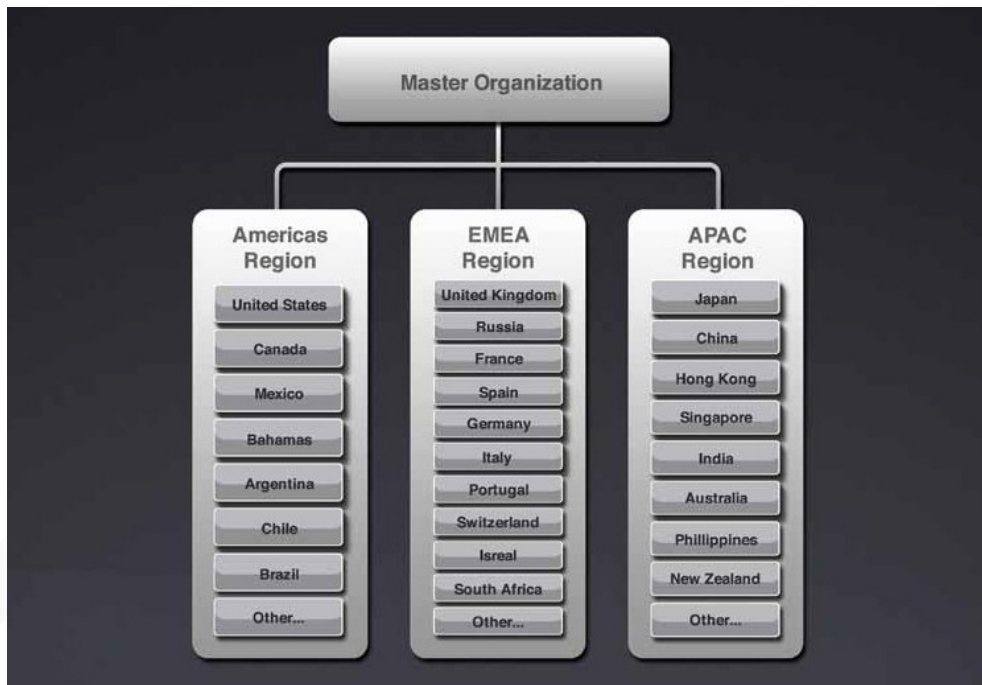 Master Organization
Americas
Region
United States
Canada
Mexico
Bahamas
Argentina
Chile
Brazil
Other...
EMEA
Region
United Kingdom
Russia
France
Spain
Germany
Italy
Portugal
Switzerland
Isreal
South Africa
Other...
APAC
Region
Japan
China
Hong Kong
Singapore
India
Australia
Phillippines
New Zealand
Other...